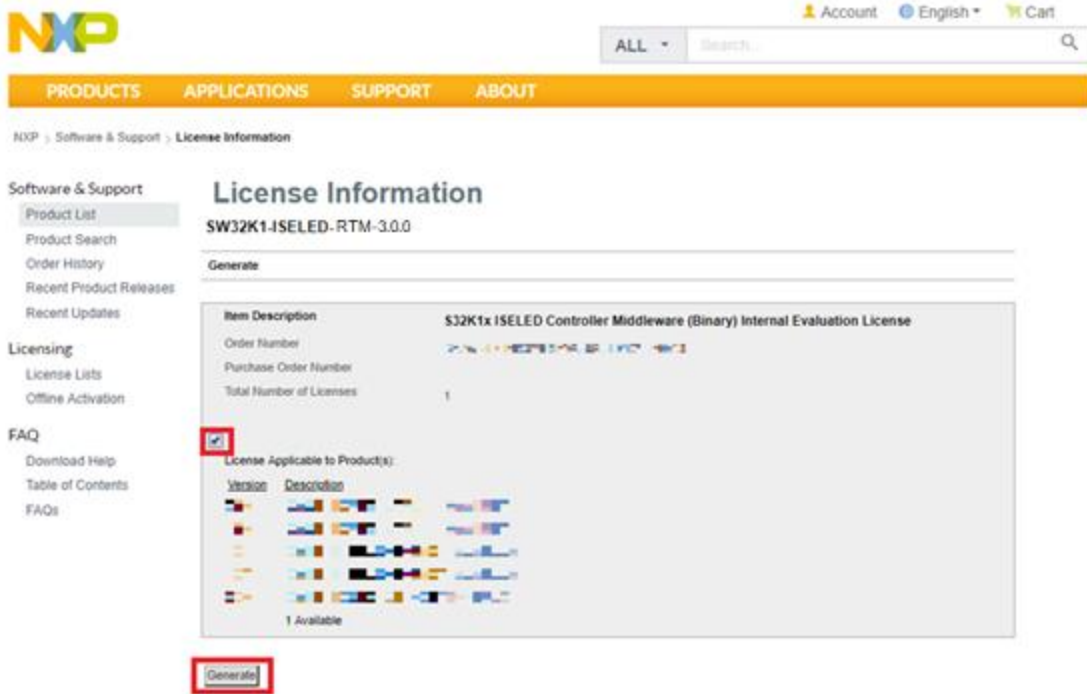 NXP
Account English Cart
ALL Search...
PRODUCTS APPLICATIONS SUPPORT ABOUT
NXP > Software & Support > License Information
Software & Support
Product List
Product Search
Order History
Recent Product Releases
Recent Updates
Licensing
License Lists
Offline Activation
FAQ
Download Help
Table of Contents
FAQs
License Information
SW32K1-ISELED-RTM-3.0.0
Generate
Item Description S32K1x ISELED Controller Middleware (Binary) Internal Evaluation License
Order Number
Purchase Order Number
Total Number of Licenses 1
License Applicable to Product(s):
Version Description
1 Available
Generate